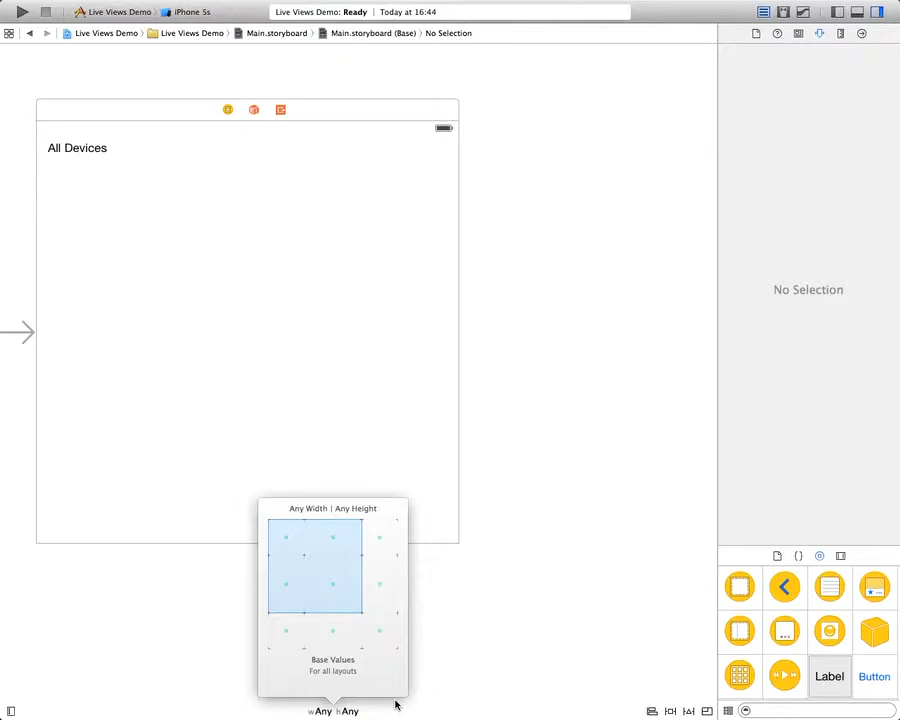 Live Views Demo iPhone 5s Live Views Demo: Ready Today at 16:44
Live Views Demo Live Views Demo Main.storyboard Main.storyboard (Base) No Selection
All Devices
No Selection
Any Width | Any Height
Base Values
For all layouts
Label Button
wAny hAny